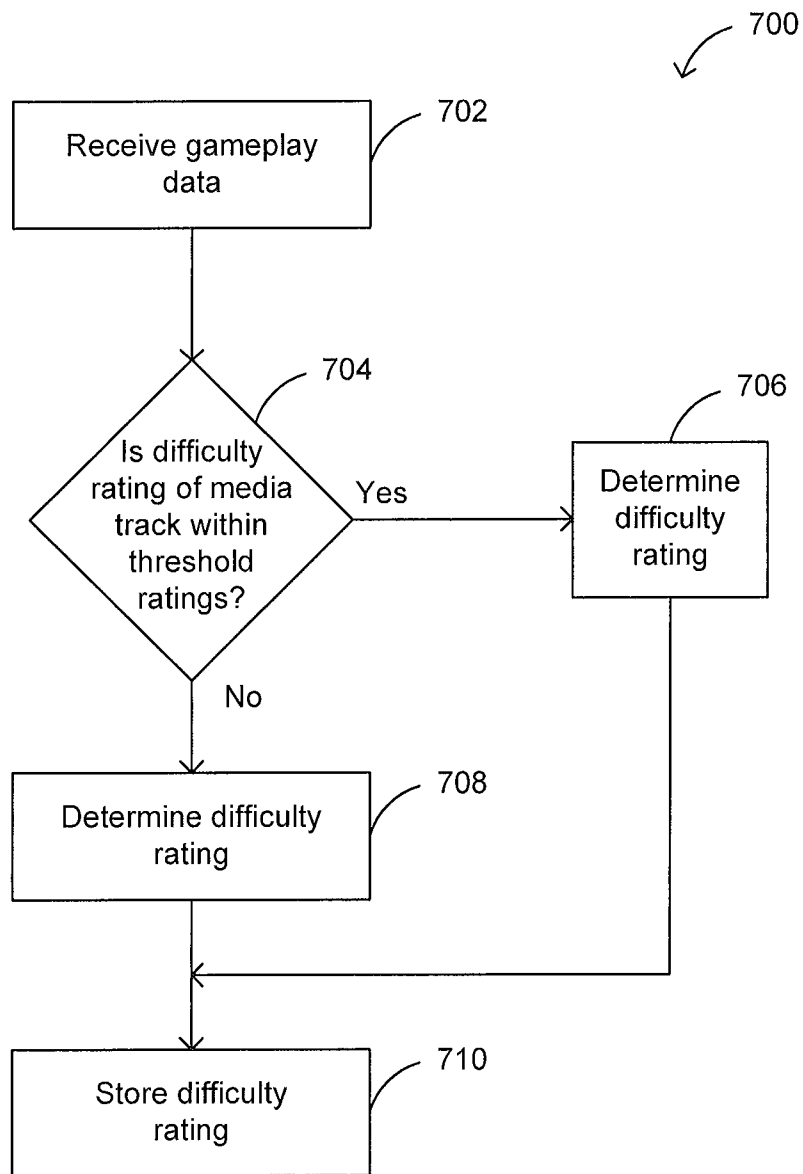 700
702
Receive gameplay
data
704
Is difficulty
rating of media
track within
threshold
ratings?
Yes
706
Determine
difficulty
rating
No
708
Determine difficulty
rating
710
Store difficulty
rating